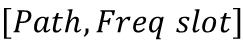 [Path, Freq slot]